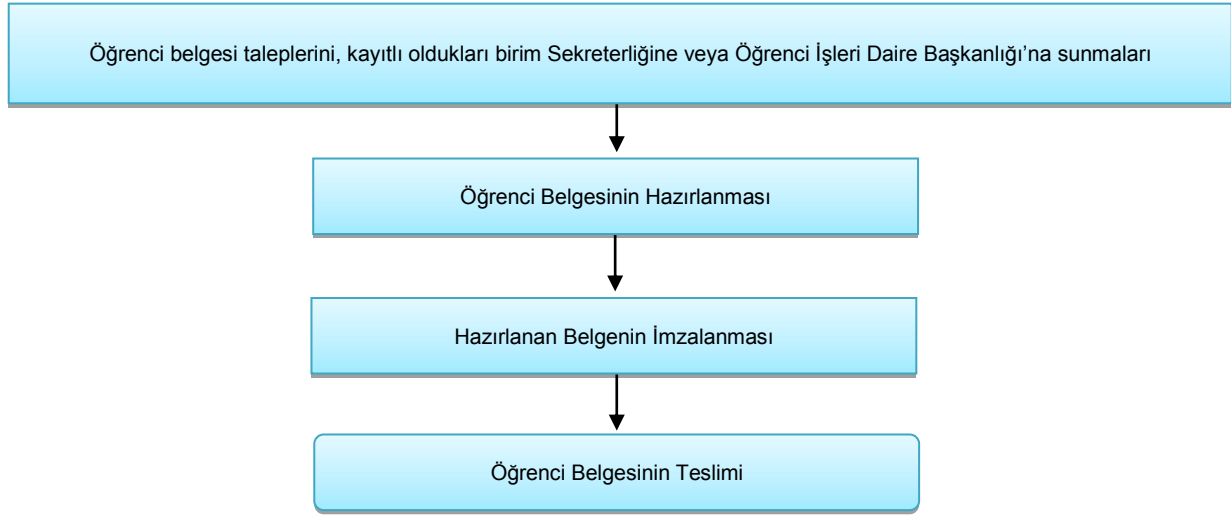 Öğrenci belgesi taleplerini, kayıtlı oldukları birim Sekreterliğine veya Öğrenci İşleri Daire Başkanlığı’na sunmaları
Öğrenci Belgesinin Hazırlanması
Hazırlanan Belgenin İmzalanması
Öğrenci Belgesinin Teslimi